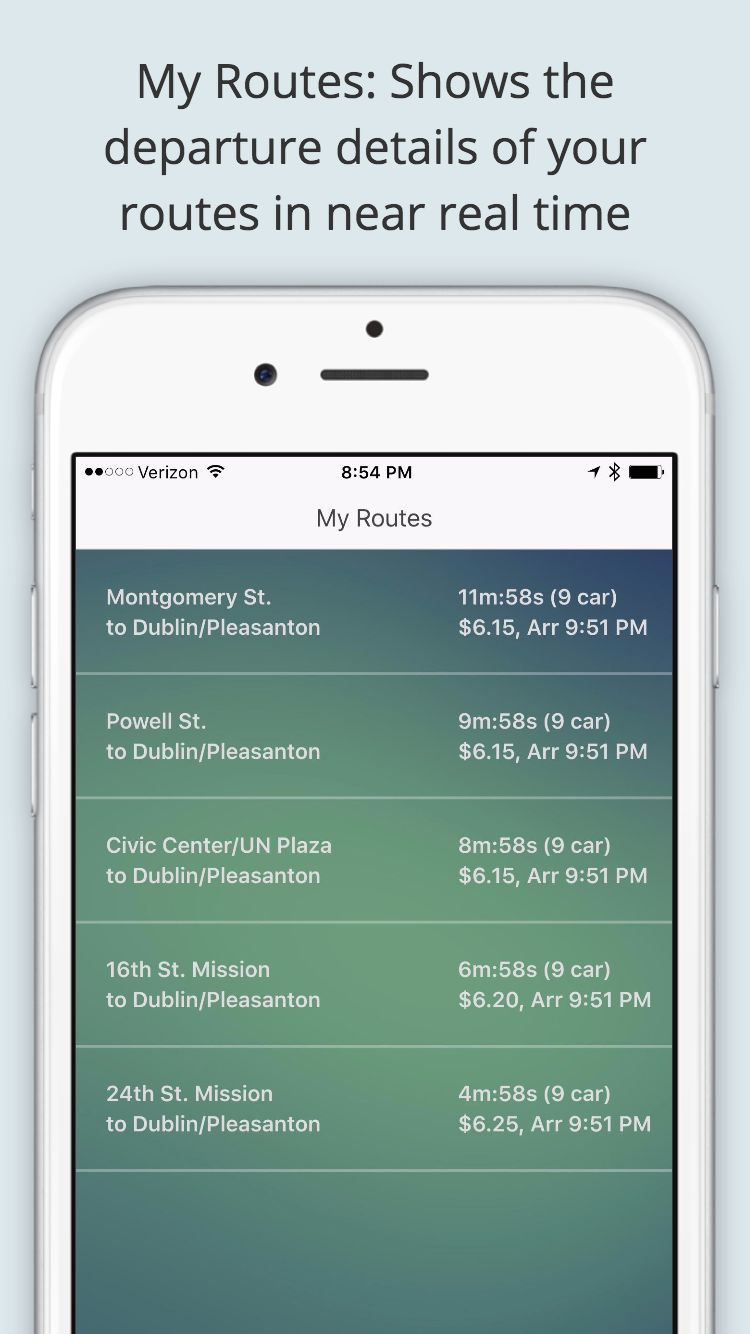 My Routes: Shows the
departure details of your
routes in near real time
Verizon 8:54 PM
My Routes
Montgomery St. 11m:58s (9 car)
to Dublin/Pleasanton $6.15, Arr 9:51 PM
Powell St. 9m:58s (9 car)
to Dublin/Pleasanton $6.15, Arr 9:51 PM
Civic Center/UN Plaza 8m:58s (9 car)
to Dublin/Pleasanton $6.15, Arr 9:51 PM
16th St. Mission 6m:58s (9 car)
to Dublin/Pleasanton $6.20, Arr 9:51 PM
24th St. Mission 4m:58s (9 car)
to Dublin/Pleasanton $6.25, Arr 9:51 PM